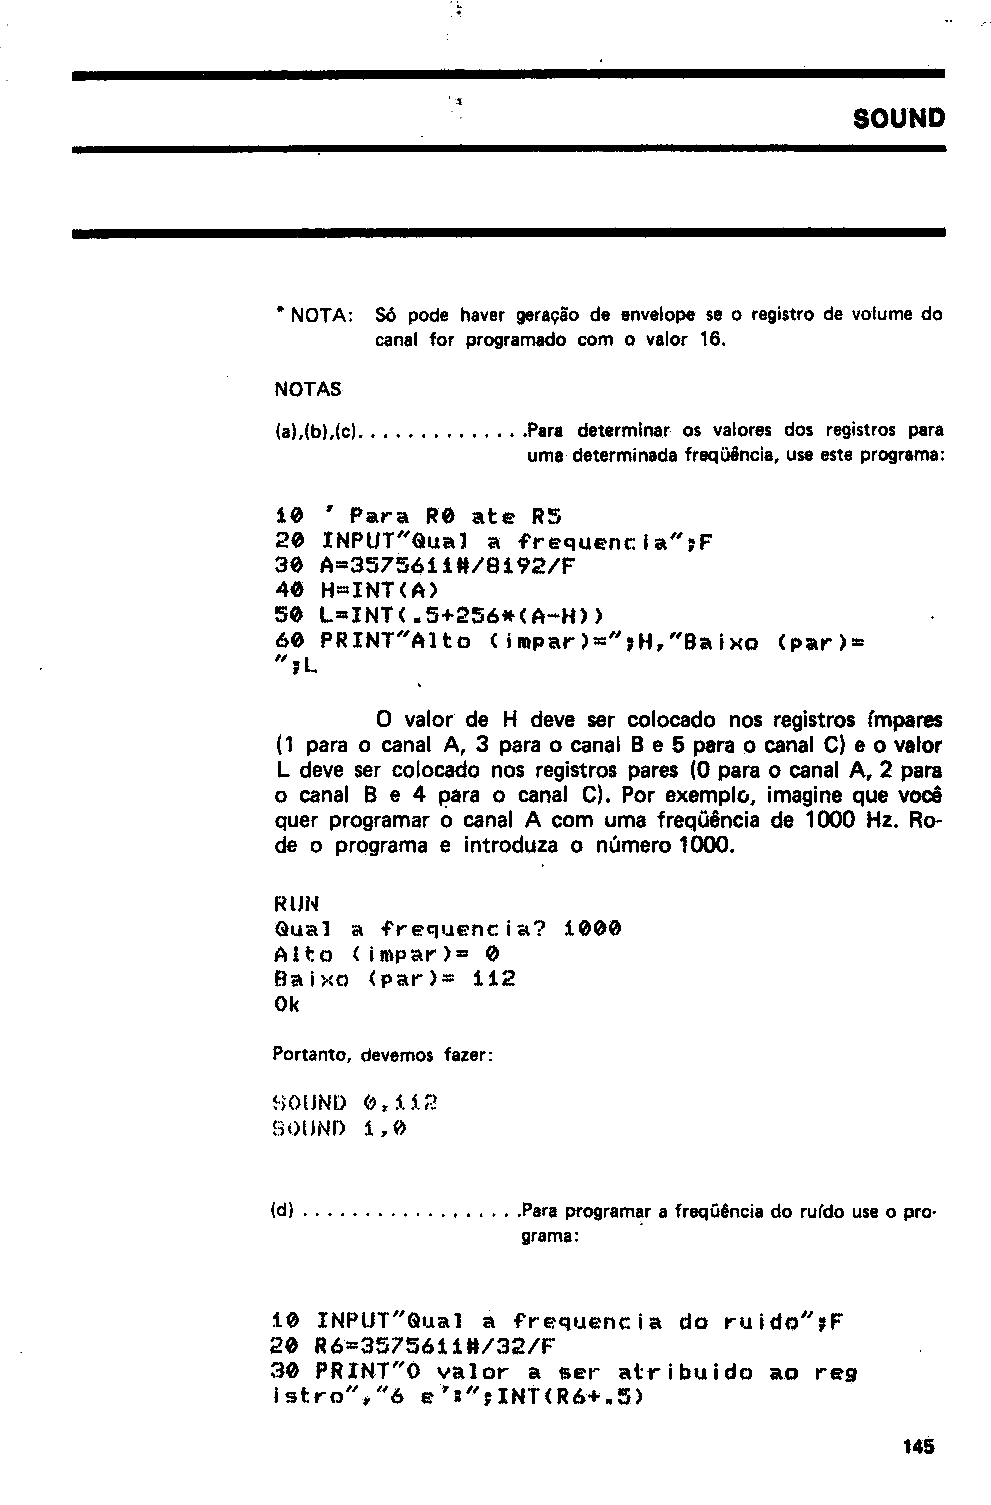 SOUND
* NOTA: Só pode haver geração de envelope se o registro de volume do
canal for programado com o valor 16.
NOTAS
(a),(b),(c)..............Para determinar os valores dos registros para
uma determinada freqüência, use este programa:
10 ' Para R0 ate R5
20 INPUT"Qual a frequencia";F
30 A=3575611#/8192/F
40 H=INT(A)
50 L=INT(.5+256*(A-H))
60 PRINT"Alto (impar)=";H,"Baixo (par)=
";L
O valor de H deve ser colocado nos registros ímpares
(1 para o canal A, 3 para o canal B e 5 para o canal C) e o valor
L deve ser colocado nos registros pares (0 para o canal A, 2 para
o canal B e 4 para o canal C). Por exemplo, imagine que você
quer programar o canal A com uma freqüência de 1000 Hz. Ro-
de o programa e introduza o número 1000.
RUN
Qual a frequencia? 1000
Alto (impar)= 0
Baixo (par)= 112
Ok
Portanto, devemos fazer:
SOUND 0,112
SOUND 1,0
(d) ..................Para programar a freqüência do ruído use o pro-
grama:
10 INPUT"Qual a frequencia do ruido";F
20 R6=3575611#/32/F
30 PRINT"O valor a ser atribuido ao reg
istro","6 e':";INT(R6+.5)
145